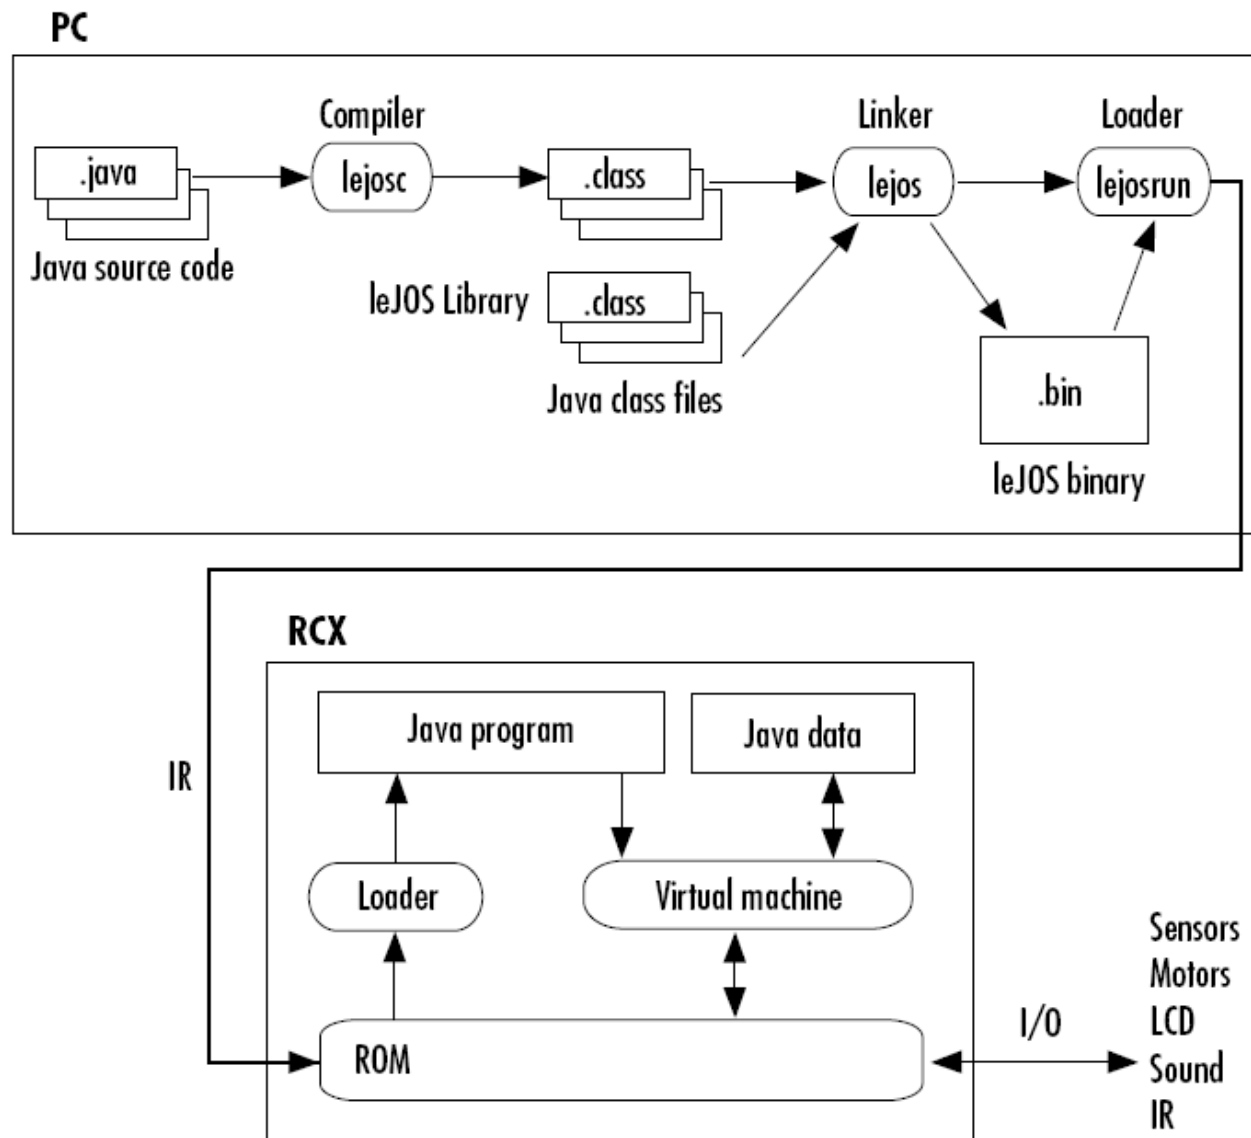 PC
Compiler
Linker
Loader
.java
lejosc
.class
lejos
lejosrun
Java source code
leJOS Library
.class
Java class files
.bin
leJOS binary
RCX
Java program
Java data
IR
Loader
Virtual machine
Sensors
Motors
I/O
LCD
ROM
Sound
IR